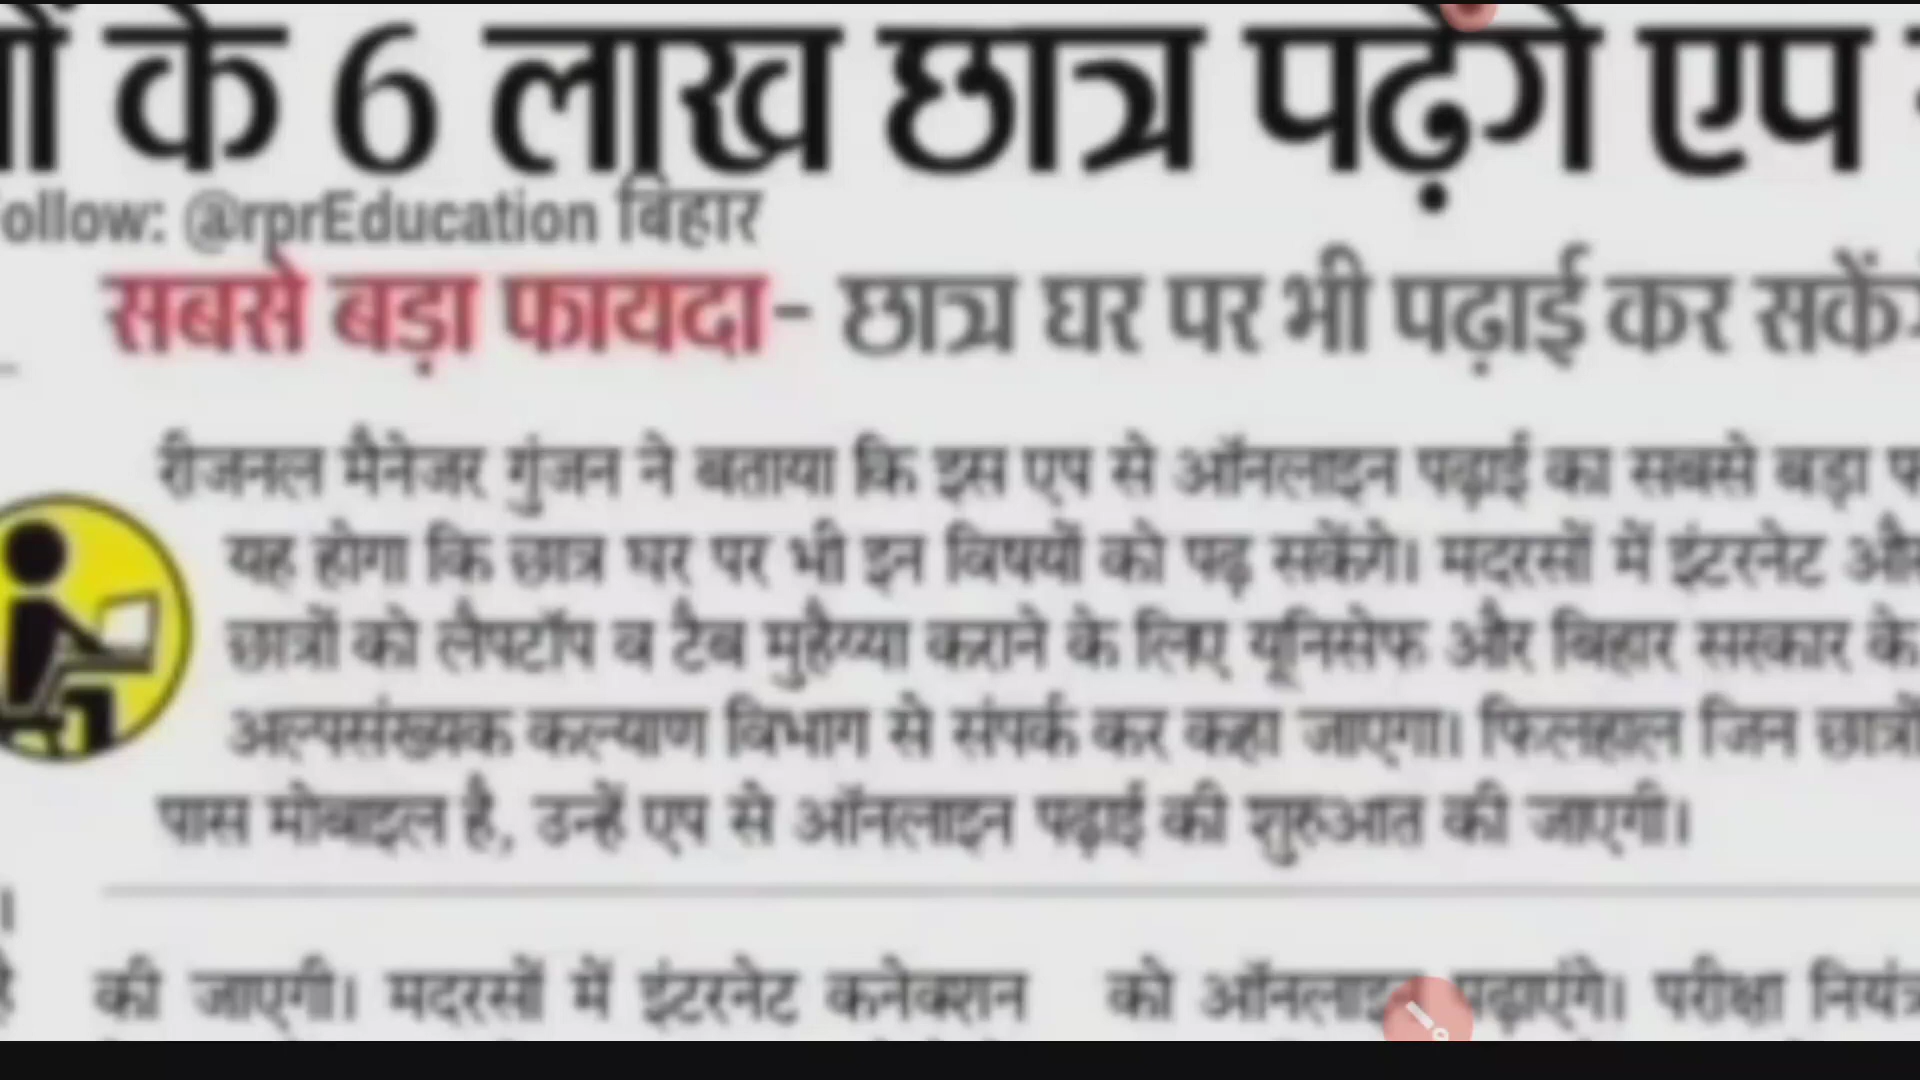 के 6 लाख छात्र पढ़ेंगे एप
Follow: @rprEducation बिहार
सबसे बड़ा फायदा- छात्र घर पर भी पढ़ाई कर सकेंगे
रीजनल मैनेजर गुंजन ने बताया कि इस एप से ऑनलाइन पढ़ाई का सबसे बड़ा
यह होगा कि छात्र घर पर भी इन विषयों को पढ़ सकेंगे। मदरसों में इंटरनेट और
छात्रों को लैपटॉप व टैब मुहैय्या कराने के लिए यूनिसेफ और बिहार सरकार के
अल्पसंख्यक कल्याण विभाग से संपर्क कर कहा जाएगा। फिलहाल जिन छात्रों
पास मोबाइल है, उन्हें एप से ऑनलाइन पढ़ाई की शुरुआत की जाएगी।
की जाएगी। मदरसों में इंटरनेट कनेक्शन
को ऑनलाइन पढ़ाएंगे। परीक्षा